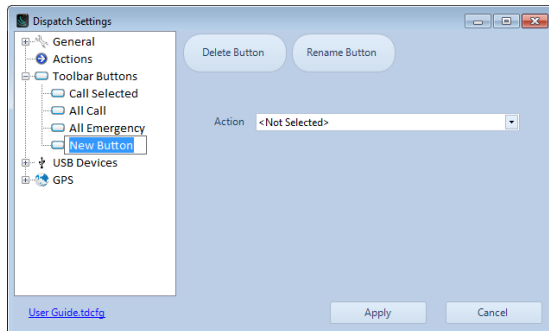 Dispatch Settings
General
Actions
Toolbar Buttons
Call Selected
All Call
All Emergency
New Button
USB Devices
GPS
Delete Button
Rename Button
Action
<Not Selected>
User Guide.tdcfg
Apply
Cancel